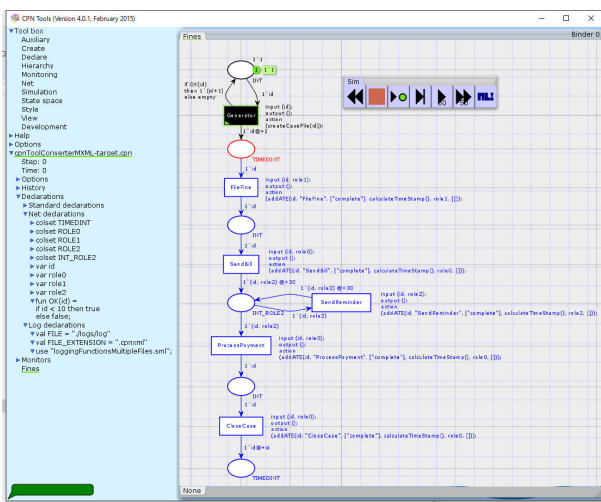 CPN Tools (Version 4.0.1, February 2015)
Tool box
Auxiliary
Create
Declare
Hierarchy
Monitoring
Net
Simulation
State space
Style
View
Development
Help
Options
cpnToolConverterMXML-target.cpn
Step: 0
Time: 0
Options
History
Declarations
Standard declarations
Net declarations
colset TIMEDINT
colset ROLE0
colset ROLE1
colset ROLE2
colset INT_ROLE2
var id
var role0
var role1
var role2
fun OK(id) =
if id < 10 then true
else false;
Log declarations
val FILE = "./logs/log"
val FILE_EXTENSION = ".cpnxml"
use "loggingFunctionsMultipleFiles.sml";
Monitors
Fines
Fines
Binder 0
1`1
1 1`1
INT
if OK(id)
then 1`(id+1)
else empty
1`id
Generator
input (id);
output ();
action
(createCaseFile(id));
1`id@+1
TIMEDINT
1`id
FileFine
input (id, role1);
output ();
action
(addATE(id, "FileFine", ["complete"], calculateTimeStamp(), role1, []));
1`id
INT
1`id
SendBill
input (id, role0);
output ();
action
(addATE(id, "SendBill", ["complete"], calculateTimeStamp(), role0, []));
1`(id, role2) @+30
1`(id, role2) @+30
SendReminder
INT_ROLE2
1`(id, role2)
input (id, role2);
output ();
action
(addATE(id, "SendReminder", ["complete"], calculateTimeStamp(), role2, []));
1`(id, role2)
ProcessPayment
input (id, role0);
output ();
action
(addATE(id, "ProcessPayment", ["complete"], calculateTimeStamp(), role0, []));
1`id
INT
1`id
CloseCase
input (id, role0);
output ();
action
(addATE(id, "CloseCase", ["complete"], calculateTimeStamp(), role0, []));
1`id@+id
TIMEDINT
Sim
50
50
ML!
None